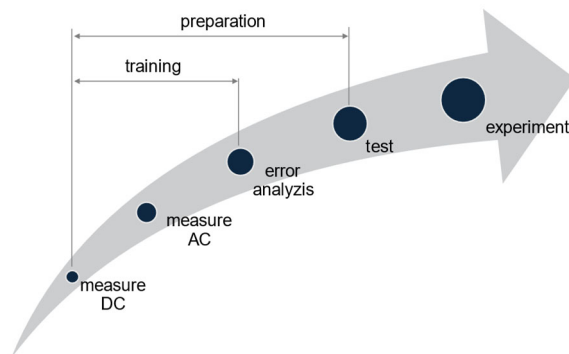 preparation
training
experiment
test
error
analyzis
measure
AC
measure
DC